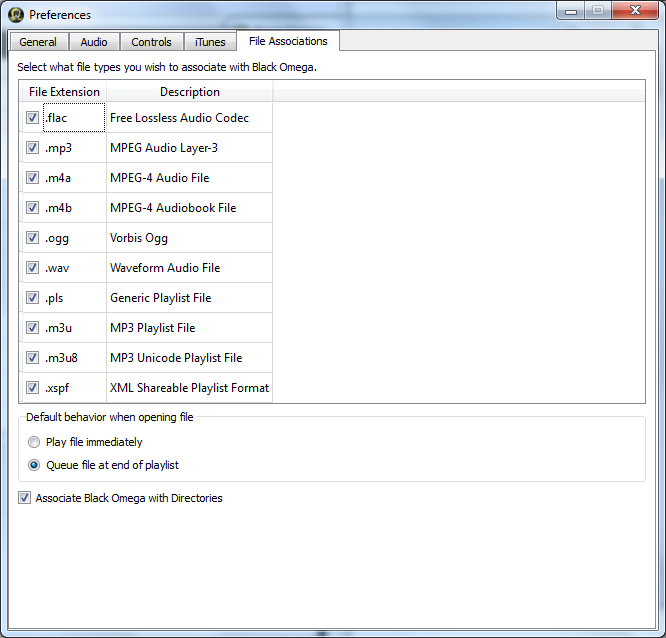 Preferences
General Audio Controls iTunes File Associations
Select what file types you wish to associate with Black Omega.
File Extension Description
.flac Free Lossless Audio Codec
.mp3 MPEG Audio Layer-3
.m4a MPEG-4 Audio File
.m4b MPEG-4 Audiobook File
.ogg Vorbis Ogg
.wav Waveform Audio File
.pls Generic Playlist File
.m3u MP3 Playlist File
.m3u8 MP3 Unicode Playlist File
.xspf XML Shareable Playlist Format
Default behavior when opening file
Play file immediately
Queue file at end of playlist
Associate Black Omega with Directories